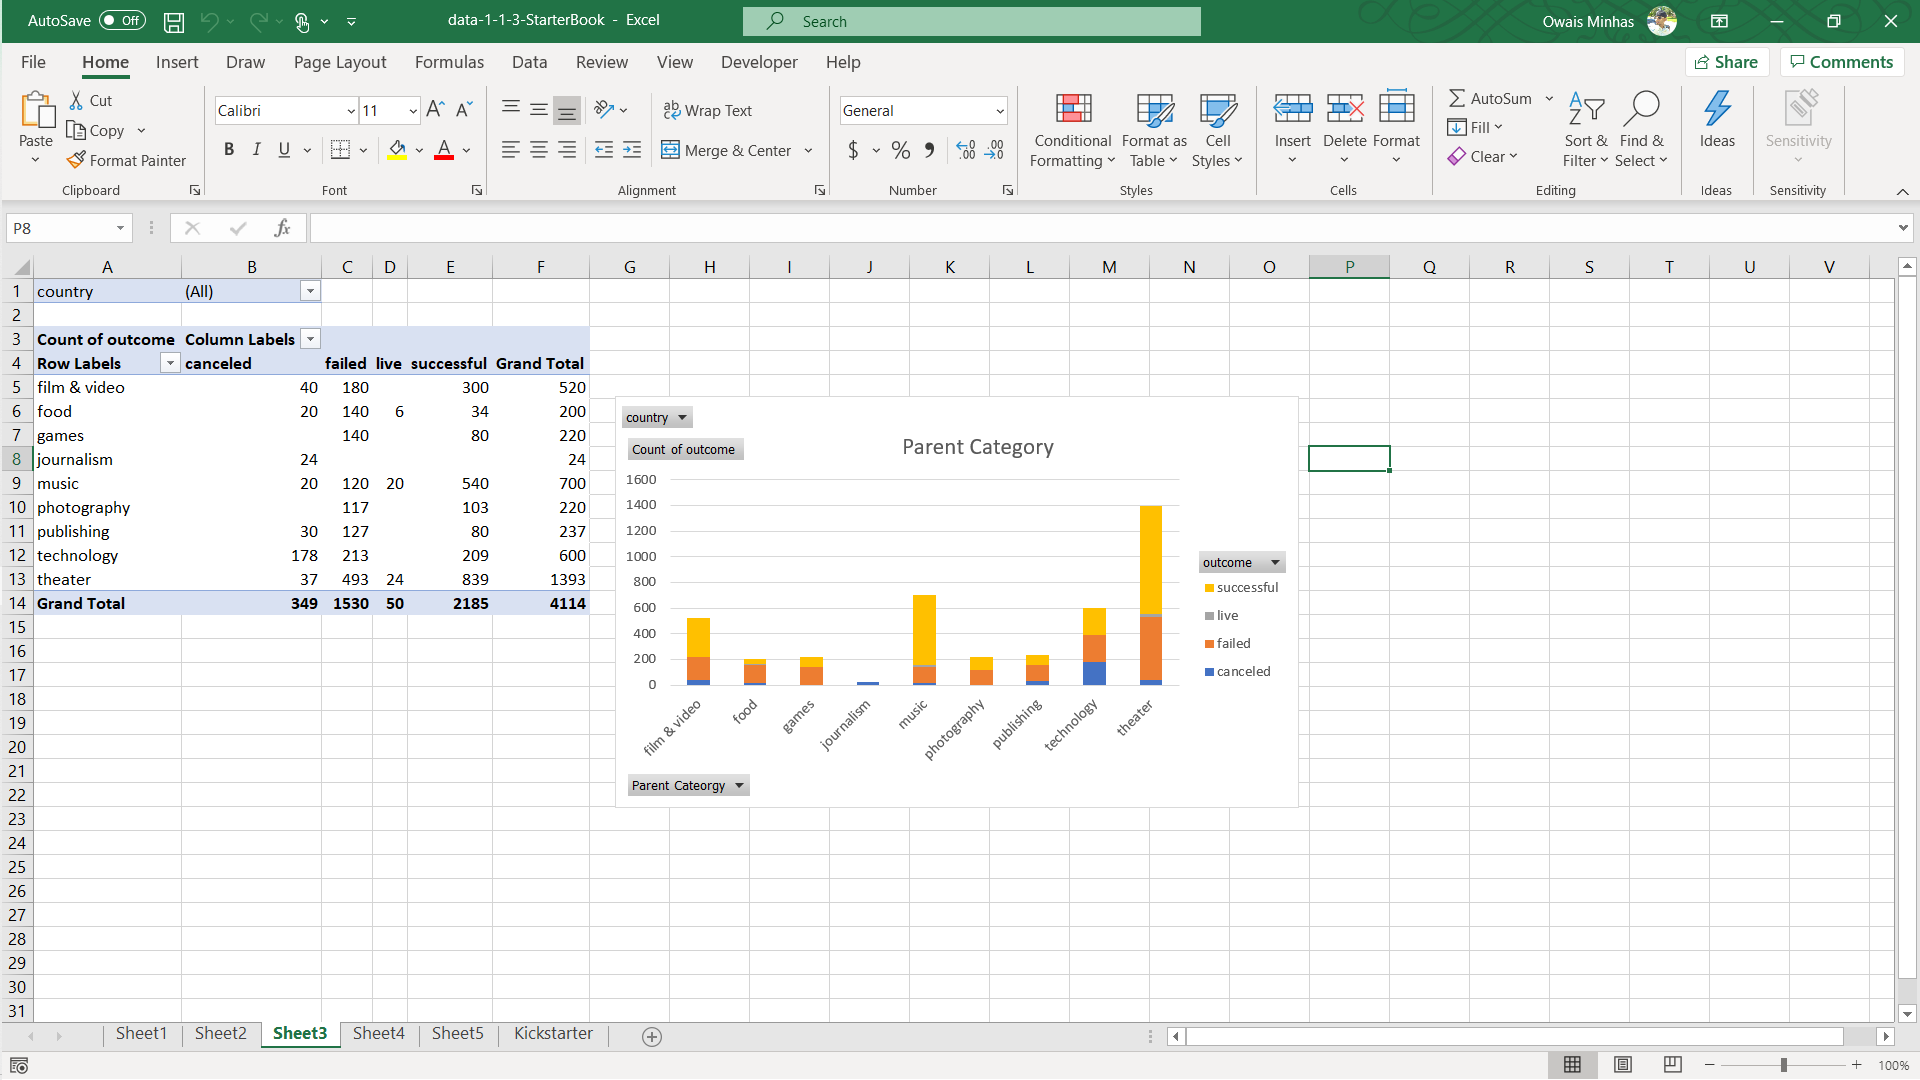 AutoSave Off data-1-1-3-StarterBook - Excel Search Owais Minhas
File Home Insert Draw Page Layout Formulas Data Review View Developer Help Share Comments
Paste Cut Copy Format Painter
Clipboard
Calibri 11
B I U A
Font
ab Wrap Text
Merge & Center
Alignment
General
$ % 9 .00 .0
Number
Conditional Formatting Format as Table Cell Styles
Styles
Insert Delete Format
Cells
AutoSum Fill Clear Sort & Filter Find & Select
Editing
Ideas
Ideas
Sensitivity
Sensitivity
P8 fx
A B C D E F G H I J K L M N O P Q R S T U V
1 country (All)
2
3 Count of outcome Column Labels
4 Row Labels canceled failed live successful Grand Total
5 film & video 40 180 300 520
6 food 20 140 6 34 200
7 games 140 80 220
8 journalism 24 24
9 music 20 120 20 540 700
10 photography 117 103 220
11 publishing 30 127 80 237
12 technology 178 213 209 600
13 theater 37 493 24 839 1393
14 Grand Total 349 1530 50 2185 4114
15
16
17
18
19
20
21
22
23
24
25
26
27
28
29
30
31
country
Count of outcome
Parent Category
1600
1400
1200
1000
800
600
400
200
0
film & video food games journalism music photography publishing technology theater
outcome
successful
live
failed
canceled
Parent Cateorgy
Sheet1 Sheet2 Sheet3 Sheet4 Sheet5 Kickstarter
100%